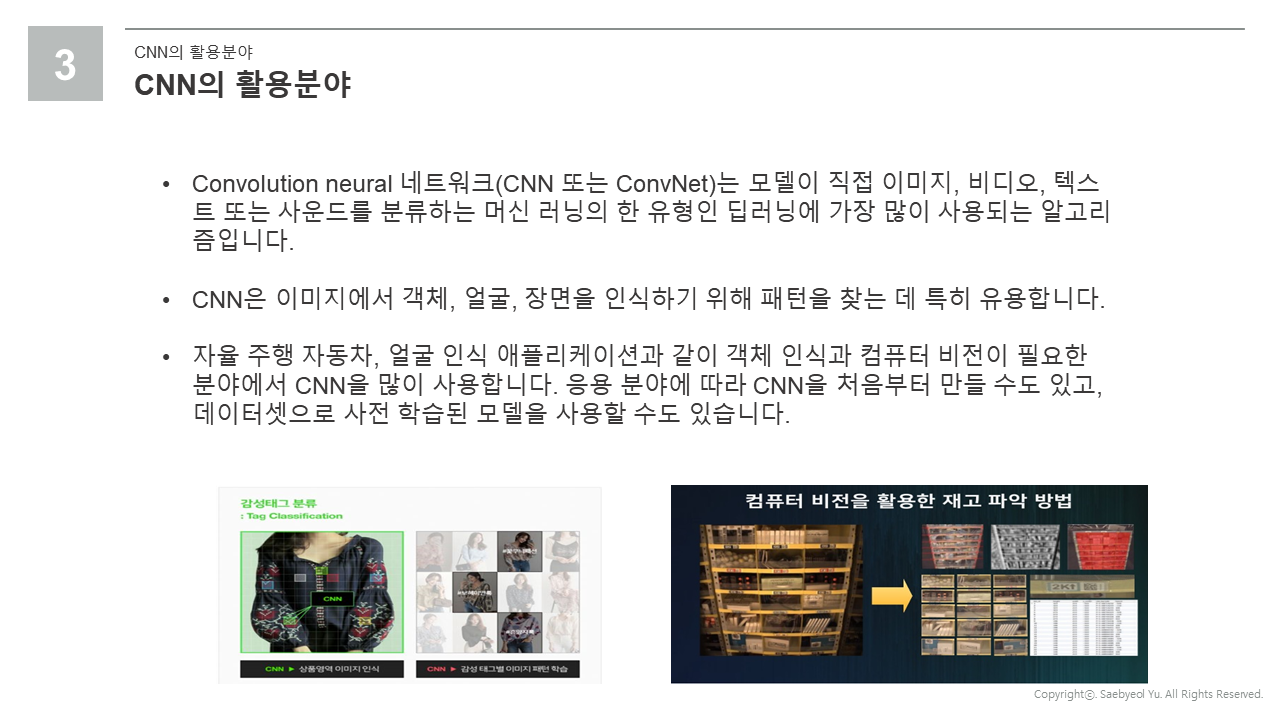 3
CNN의 활용분야
CNN의 활용분야
• Convolution neural 네트워크(CNN 또는 ConvNet)는 모델이 직접 이미지, 비디오, 텍스
트 또는 사운드를 분류하는 머신 러닝의 한 유형인 딥러닝에 가장 많이 사용되는 알고리
즘입니다.
• CNN은 이미지에서 객체, 얼굴, 장면을 인식하기 위해 패턴을 찾는 데 특히 유용합니다.
• 자율 주행 자동차, 얼굴 인식 애플리케이션과 같이 객체 인식과 컴퓨터 비전이 필요한
분야에서 CNN을 많이 사용합니다. 응용 분야에 따라 CNN을 처음부터 만들 수도 있고,
데이터셋으로 사전 학습된 모델을 사용할 수도 있습니다.
감성태그 분류
: Tag Classification
CNN
CNN ▶ 상품영역 이미지 인식
CNN ▶ 감성 태그별 이미지 패턴 학습
컴퓨터 비전을 활용한 재고 파악 방법
Copyrightⓒ. Saebyeol Yu. All Rights Reserved.